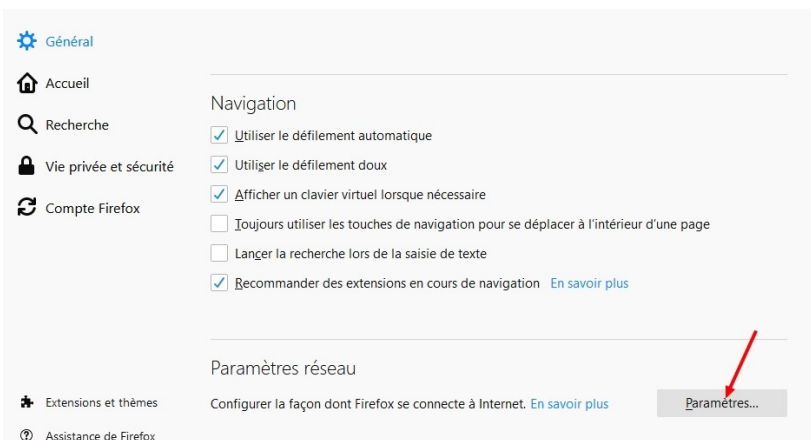 Général
Accueil
Recherche
Vie privée et sécurité
Compte Firefox
Extensions et thèmes
Assistance de Firefox
Navigation
Utiliser le défilement automatique
Utiliser le défilement doux
Afficher un clavier virtuel lorsque nécessaire
Toujours utiliser les touches de navigation pour se déplacer à l'intérieur d'une page
Lancer la recherche lors de la saisie de texte
Recommander des extensions en cours de navigation En savoir plus
Paramètres réseau
Configurer la façon dont Firefox se connecte à Internet. En savoir plus Paramètres...